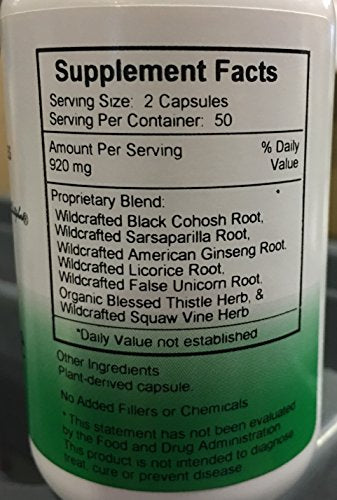 Supplement Facts
Serving Size: 2 Capsules
Serving Per Container: 50
Amount Per Serving % Daily
920 mg Value
Proprietary Blend: *
Wildcrafted Black Cohosh Root,
Wildcrafted Sarsaparilla Root,
Wildcrafted American Ginseng Root.
Wildcrafted Licorice Root,
Wildcrafted False Unicorn Root,
Organic Blessed Thistle Herb, &
Wildcrafted Squaw Vine Herb
*Daily Value not established
Other Ingredients
Plant-derived capsule.
No Added Fillers or Chemicals
* This statement has not been evaluated
by the Food and Drug Administration
This product is not intended to diagnose,
treat, cure or prevent disease